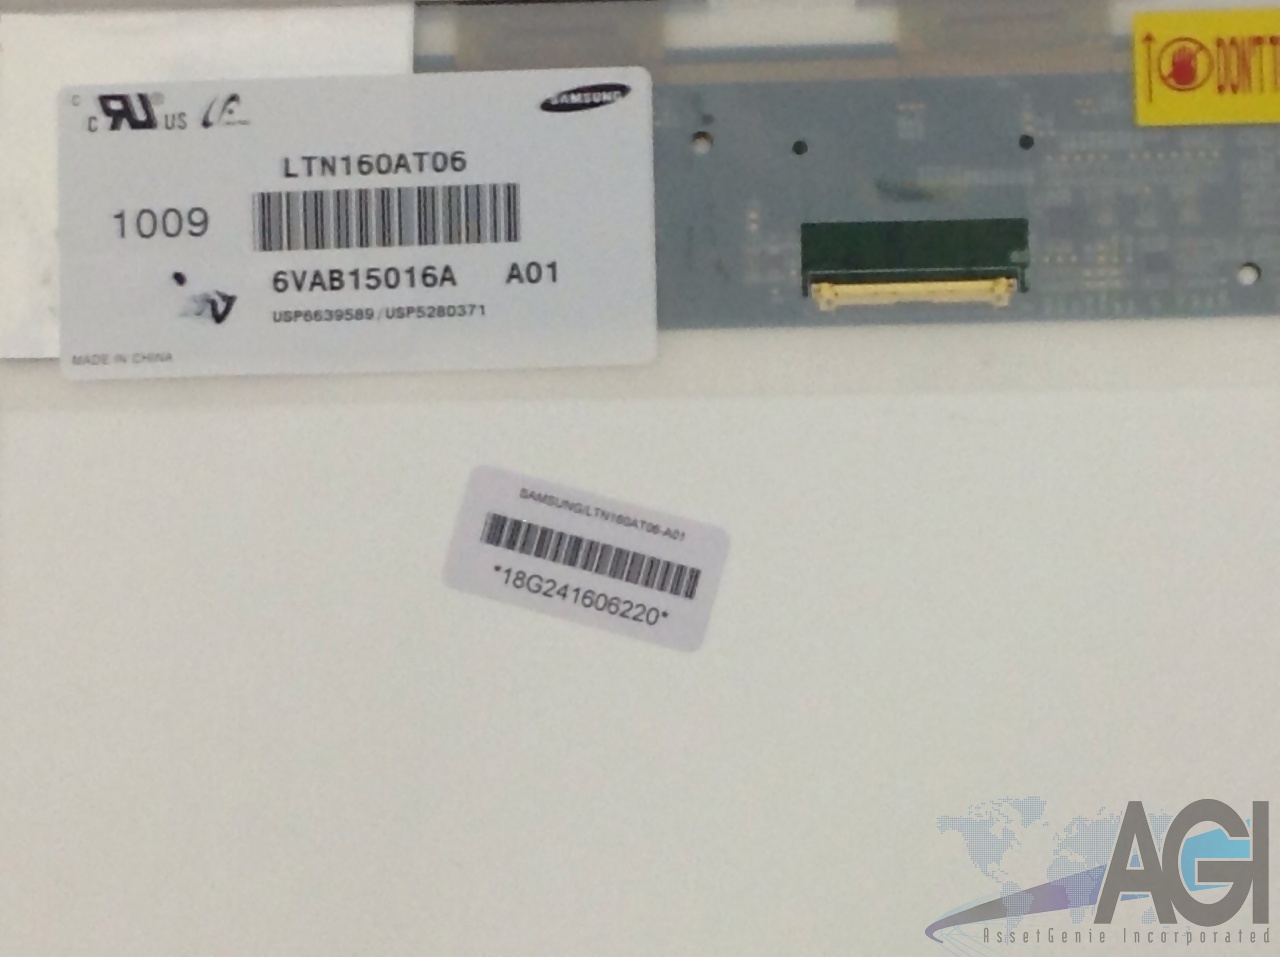 c RU US
SAMSUNG
LTN160AT06
1009
6VAB15016A A01
USP6639589/USP5280371
MADE IN CHINA
DON'T T
SAMSUNG/LTN160AT06-A01
*18G241606220*
AGI
AssetGenie Incorporated